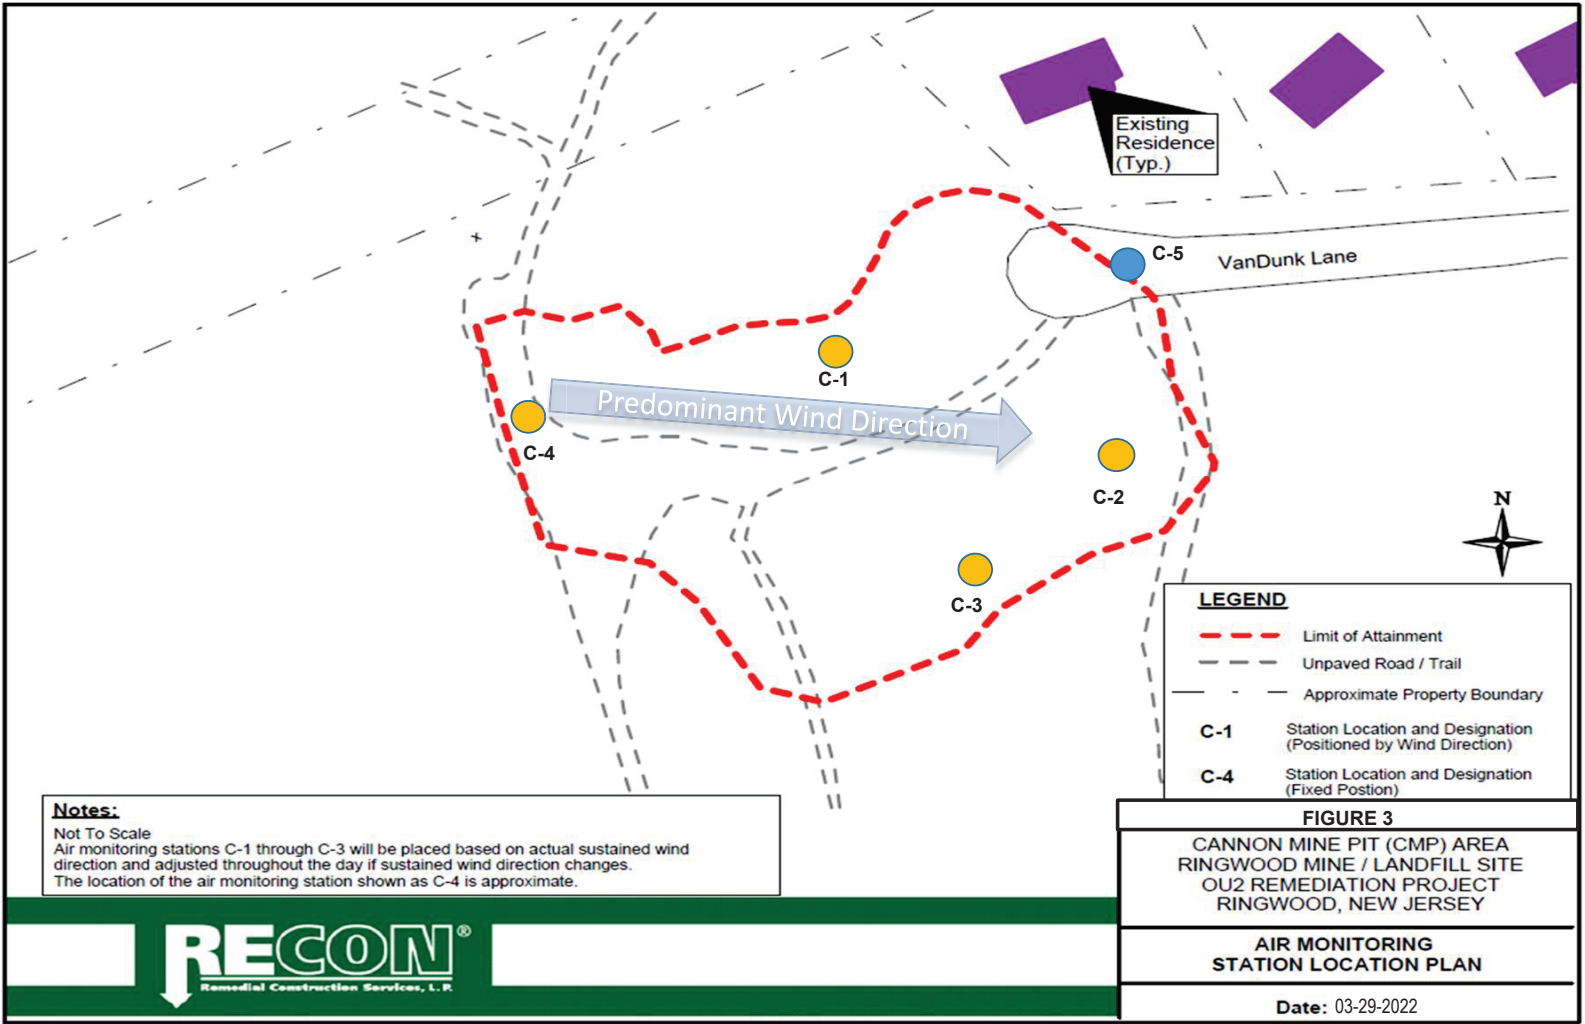 Existing
Residence
(Typ.)
C-5
VanDunk Lane
C-1
Predominant Wind Direction
C-4
C-2
C-3
N
LEGEND
Limit of Attainment
Unpaved Road / Trail
Approximate Property Boundary
C-1 Station Location and Designation
(Positioned by Wind Direction)
C-4 Station Location and Designation
(Fixed Postion)
Notes:
Not To Scale
Air monitoring stations C-1 through C-3 will be placed based on actual sustained wind
direction and adjusted throughout the day if sustained wind direction changes.
The location of the air monitoring station shown as C-4 is approximate.
FIGURE 3
CANNON MINE PIT (CMP) AREA
RINGWOOD MINE / LANDFILL SITE
OU2 REMEDIATION PROJECT
RINGWOOD, NEW JERSEY
AIR MONITORING
STATION LOCATION PLAN
Date: 03-29-2022
RECON®
Remedial Construction Services, L.P.